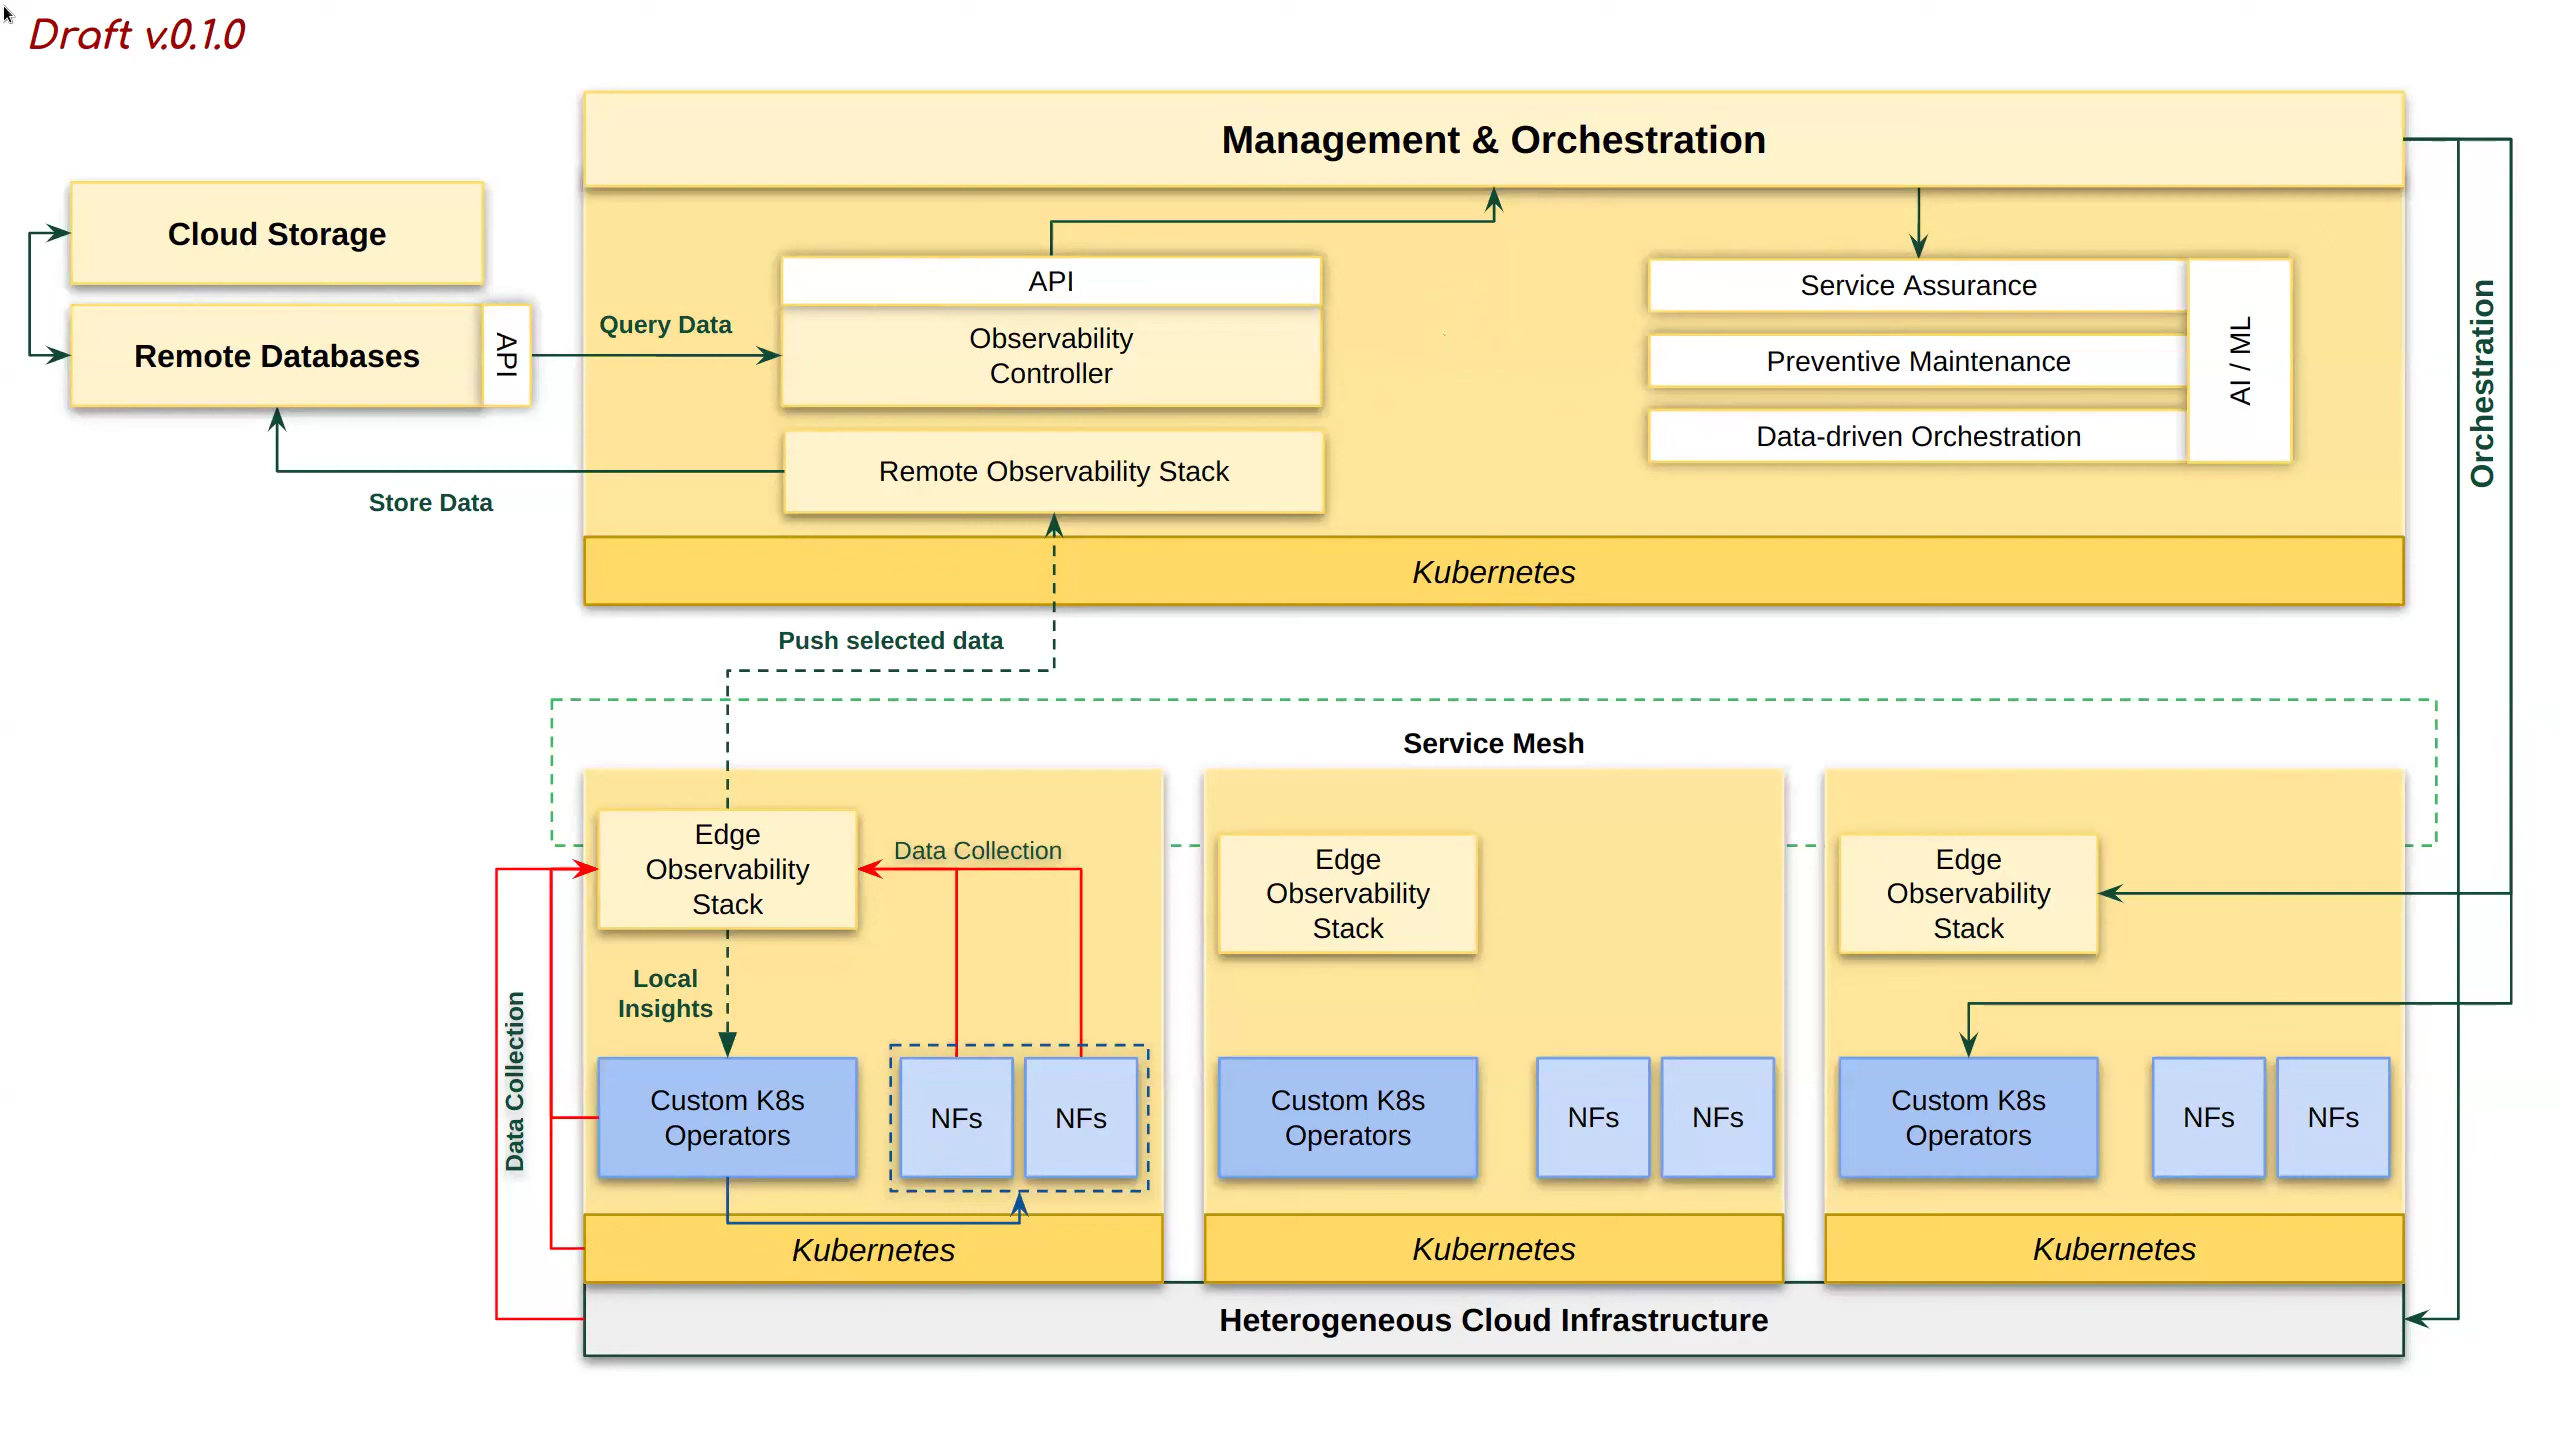 Draft v.0.1.0
Management & Orchestration
Cloud Storage
Remote Databases
API
Query Data
Store Data
API
Observability
Controller
Remote Observability Stack
Service Assurance
Preventive Maintenance
Data-driven Orchestration
AI / ML
Orchestration
Kubernetes
Push selected data
Service Mesh
Edge
Observability
Stack
Data Collection
Local
Insights
Data Collection
Custom K8s
Operators
NFs
NFs
Kubernetes
Edge
Observability
Stack
Custom K8s
Operators
NFs
NFs
Kubernetes
Edge
Observability
Stack
Custom K8s
Operators
NFs
NFs
Kubernetes
Heterogeneous Cloud Infrastructure